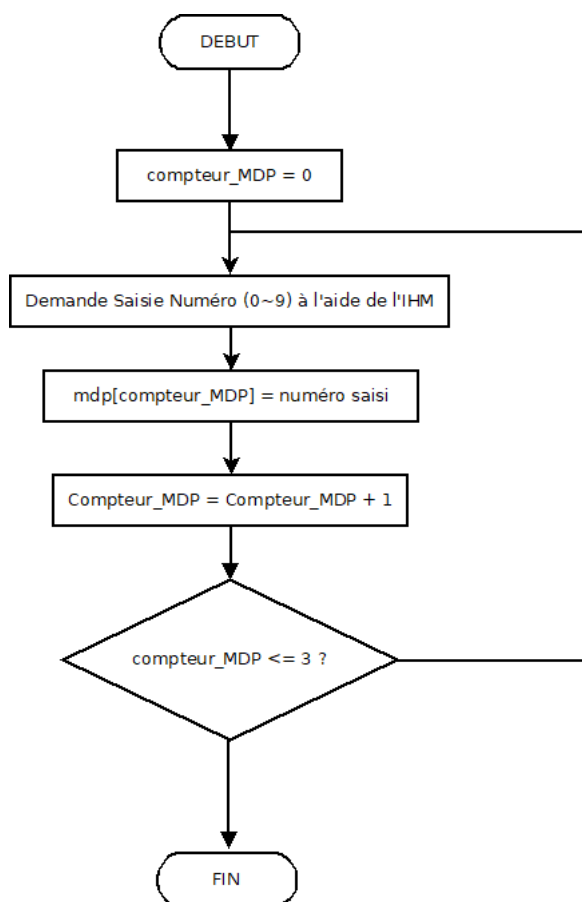 DEBUT
compteur_MDP = 0
Demande Saisie Numéro (0~9) à l'aide de l'IHM
mdp[compteur_MDP] = numéro saisi
Compteur_MDP = Compteur_MDP + 1
compteur_MDP <= 3 ?
FIN